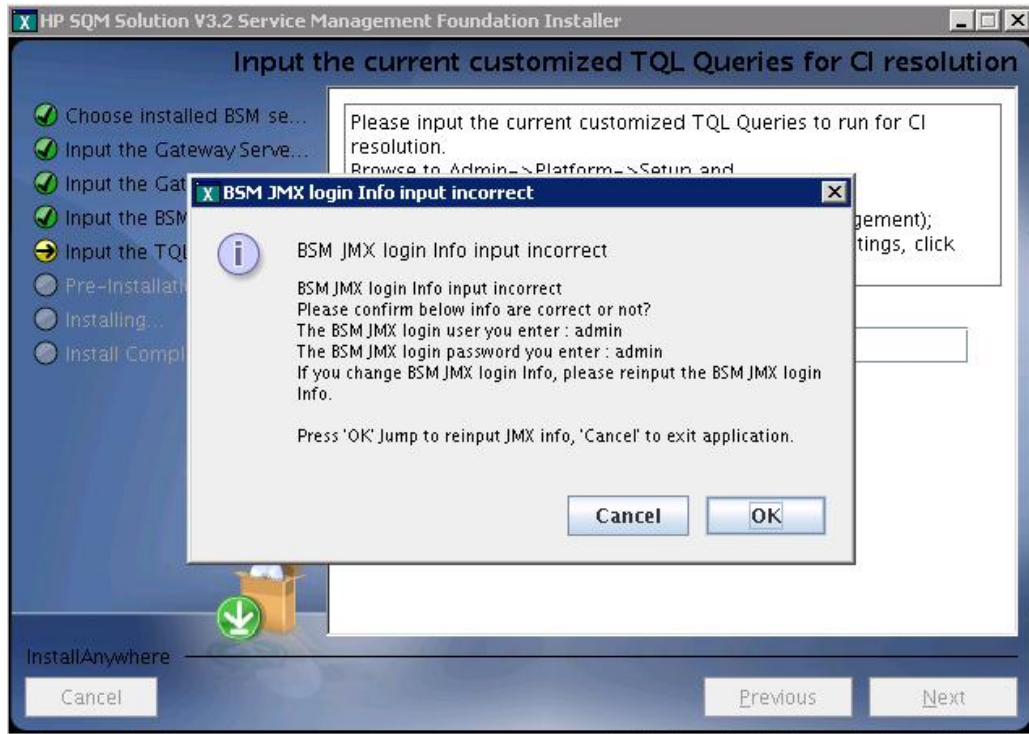 HP SQM Solution V3.2 Service Management Foundation Installer
Input the current customized TQL Queries for CI resolution
Choose installed BSM se...
Input the Gateway Serve...
Input the Gat
Input the BSM
Input the TQL
Pre-Installati
Installing...
Install Compl
Please input the current customized TQL Queries to run for CI
resolution.
Browse to Admin->Platform->Setup and
gement);
tings, click
BSM JMX login Info input incorrect
BSM JMX login Info input incorrect
BSM JMX login Info input incorrect
Please confirm below info are correct or not?
The BSM JMX login user you enter : admin
The BSM JMX login password you enter : admin
If you change BSM JMX login Info, please reinput the BSM JMX login
Info.
Press 'OK' Jump to reinput JMX info, 'Cancel' to exit application.
Cancel
OK
InstallAnywhere
Cancel
Previous
Next